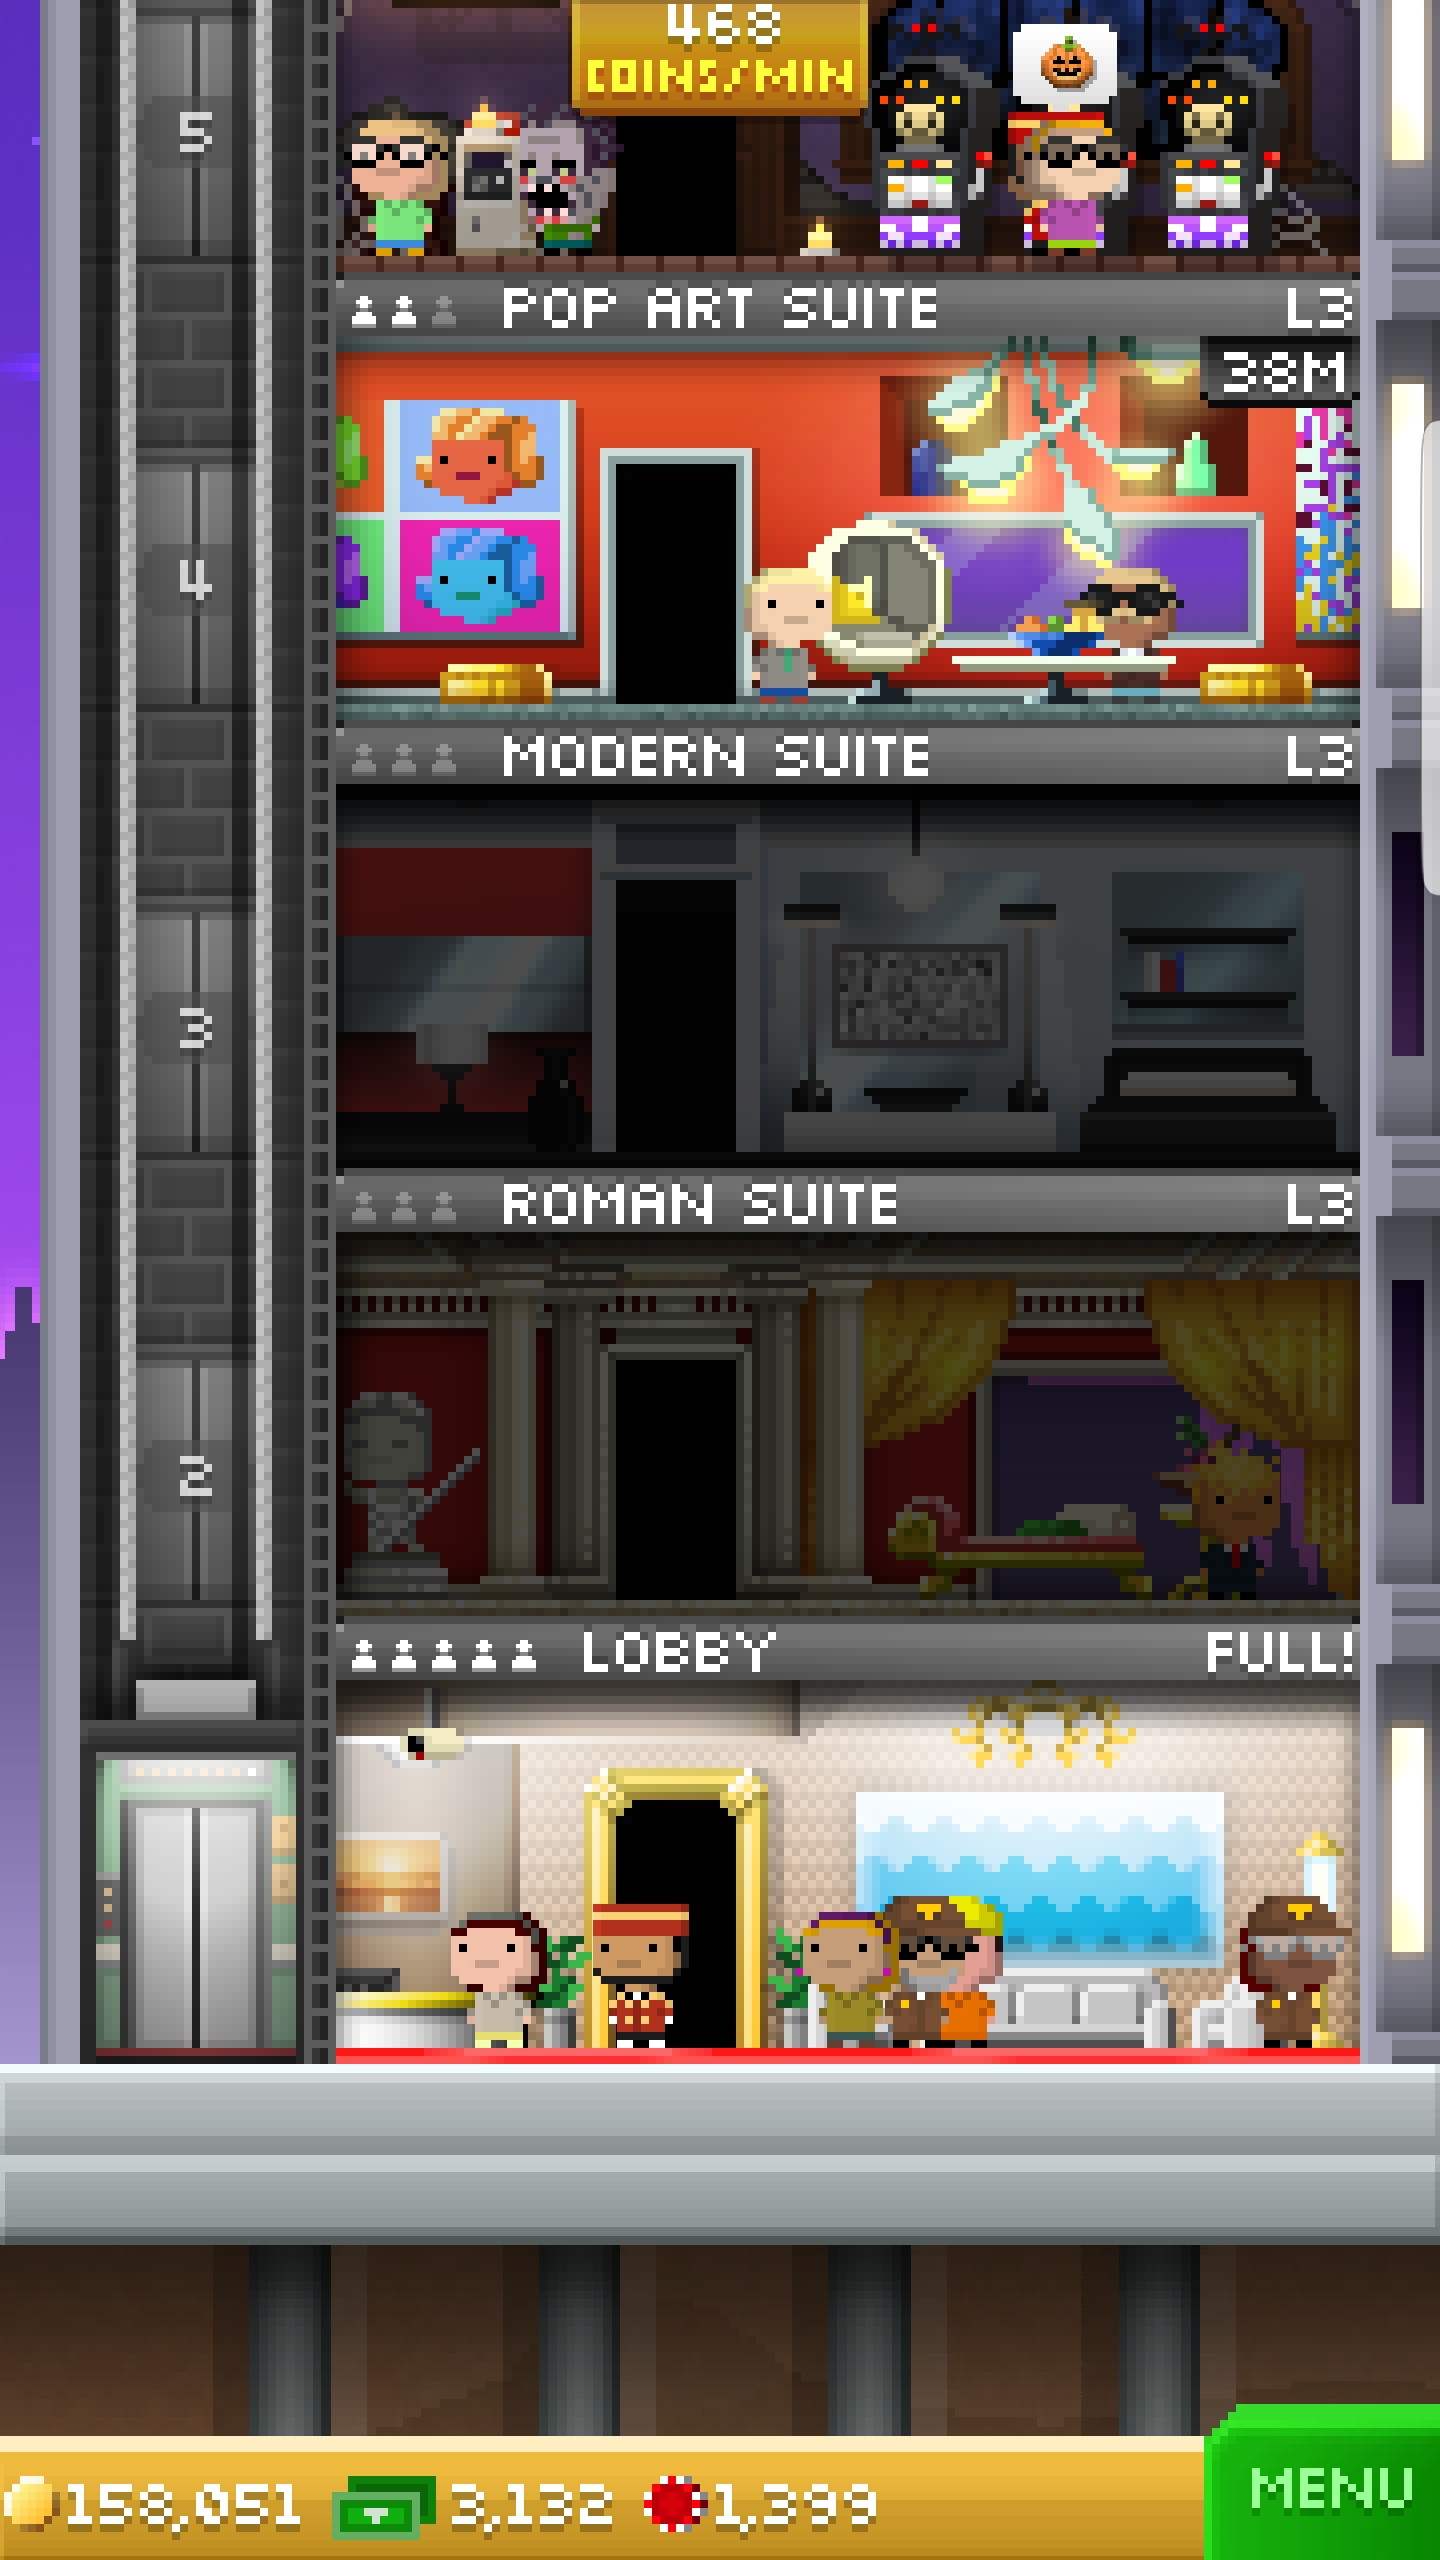 468
COINS/MIN
5
POP ART SUITE L3
38M
4
MODERN SUITE L3
3
ROMAN SUITE L3
2
LOBBY FULL!
158,051 3,132 1,399
MENU